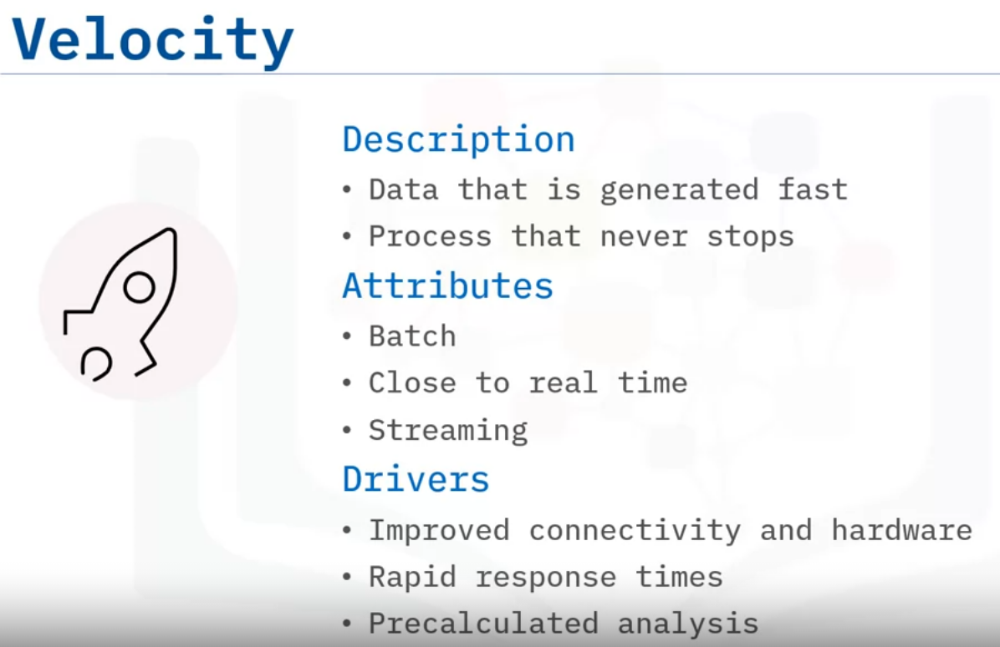 Velocity
Description
• Data that is generated fast
• Process that never stops
Attributes
• Batch
• Close to real time
• Streaming
Drivers
• Improved connectivity and hardware
• Rapid response times
• Precalculated analysis